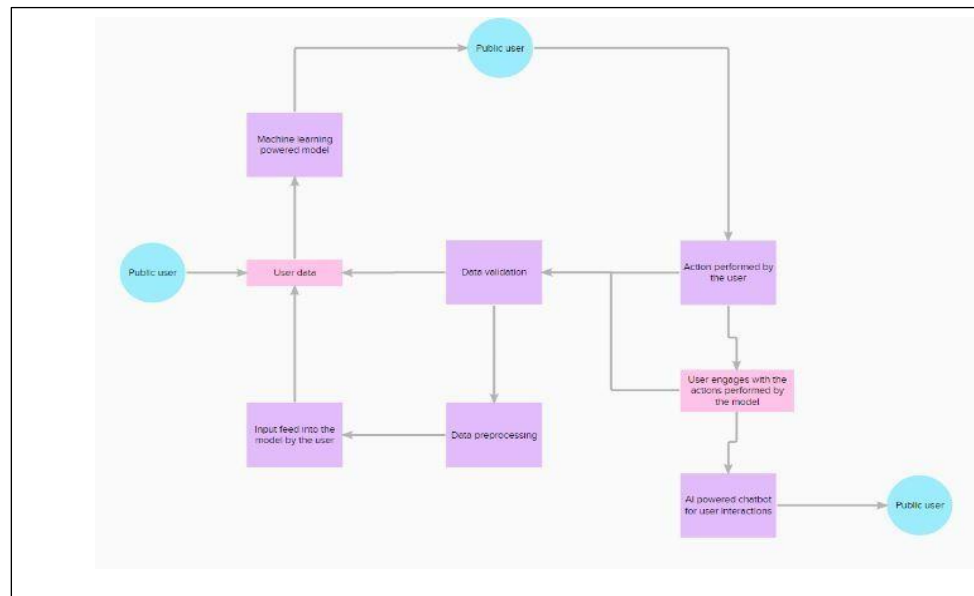 Public user
Machine learning
powered model
Public user
User data
Data validation
Action performed by
the user
User engages with the
actions performed by
the model
Input feed into the
model by the user
Data preprocessing
AI powered chatbot
for user interactions
Public user